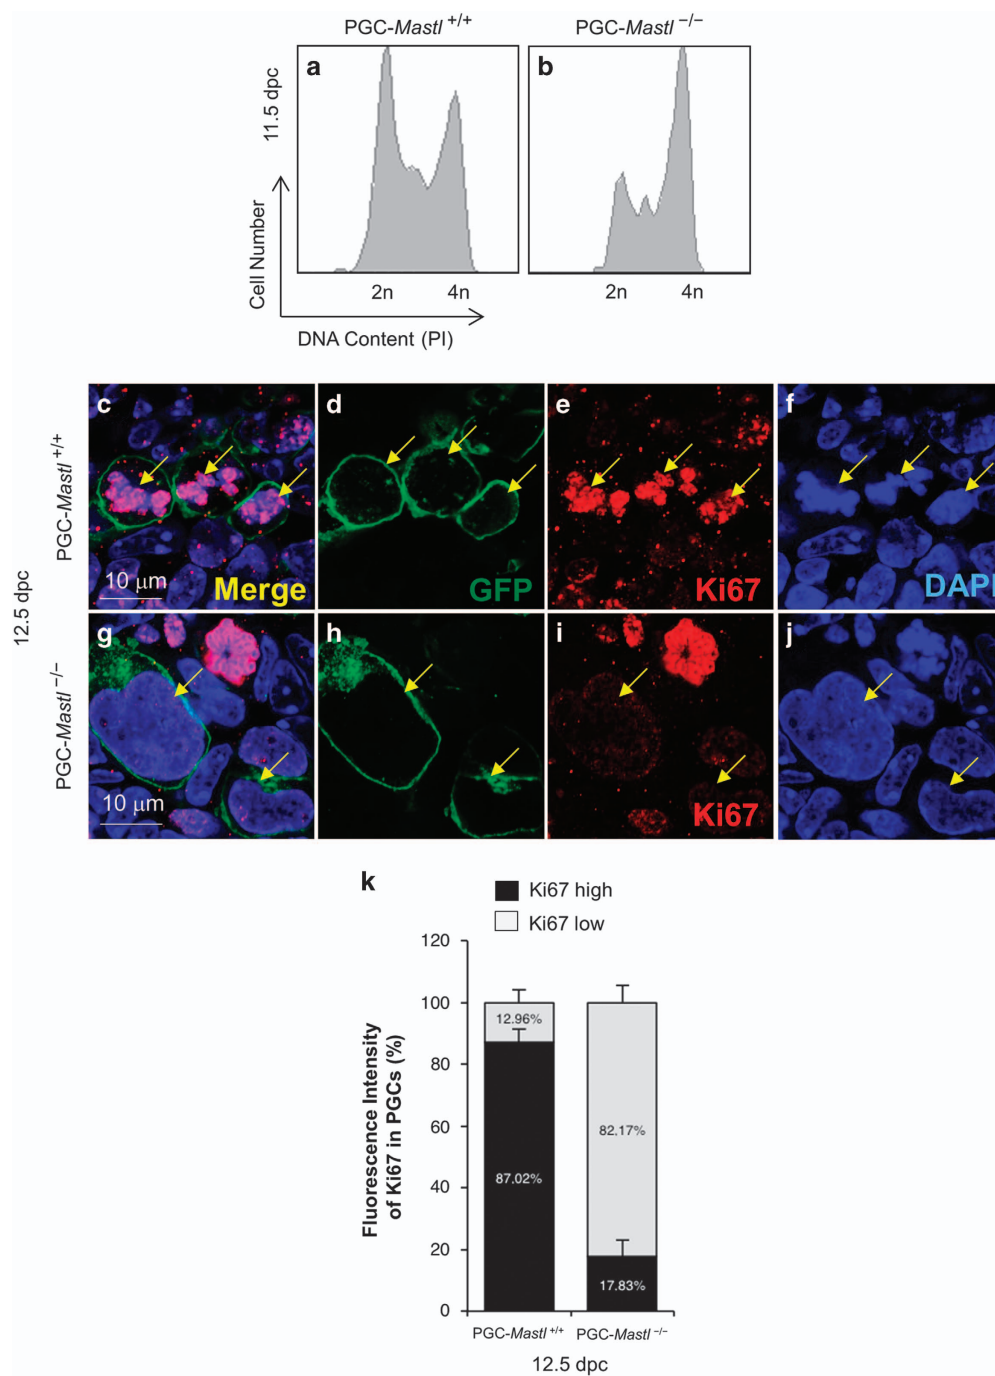 PGC-Mastl +/+
PGC-Mastl −/−
a
b
11.5 dpc
Cell Number
2n
4n
2n
4n
DNA Content (PI)
12.5 dpc
PGC-Mastl +/+
c
d
e
f
10 μm
Merge
GFP
Ki67
DAPI
PGC-Mastl −/−
g
h
i
j
10 μm
Ki67
k
Ki67 high
Ki67 low
Fluorescence Intensity
of Ki67 in PGCs (%)
120
100
80
60
40
20
0
12.96%
87.02%
82.17%
17.83%
PGC-Mastl +/+
PGC-Mastl −/−
12.5 dpc